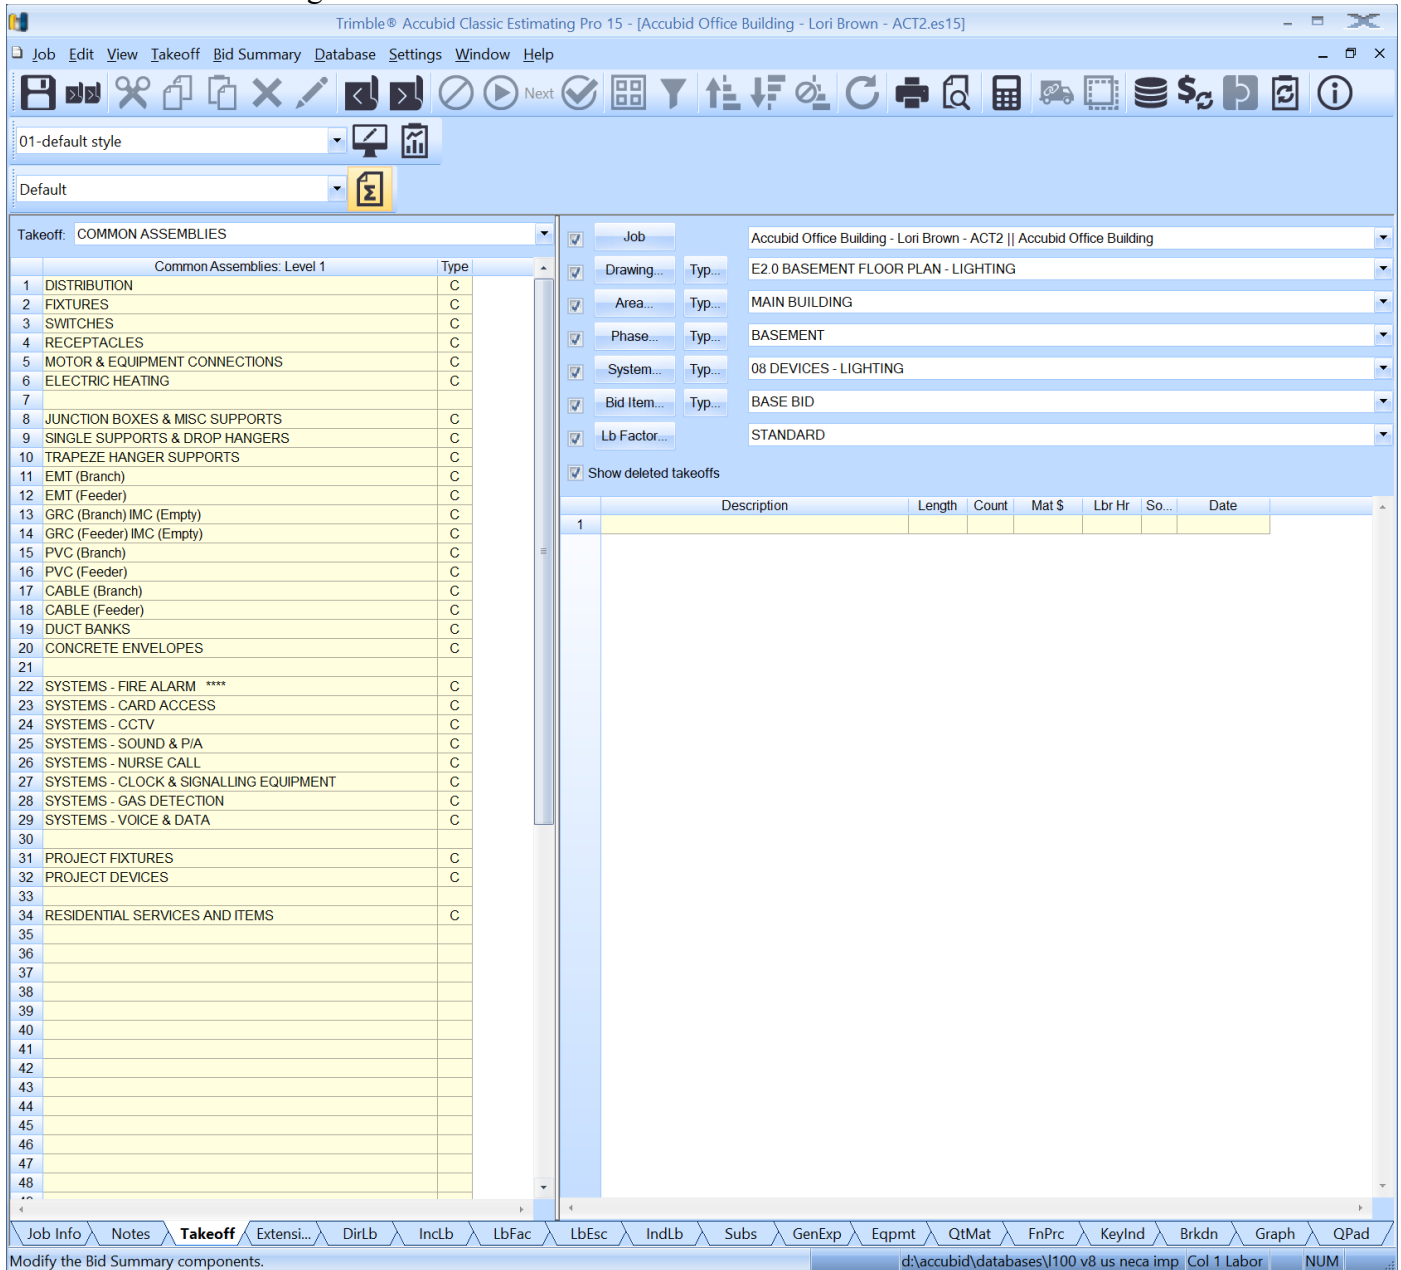 Trimble® Accubid Classic Estimating Pro 15 - [Accubid Office Building - Lori Brown - ACT2.es15]
Job Edit View Takeoff Bid Summary Database Settings Window Help
Next
01-default style
Default
Takeoff: COMMON ASSEMBLIES
Common Assemblies: Level 1 Type
1 DISTRIBUTION C
2 FIXTURES C
3 SWITCHES C
4 RECEPTACLES C
5 MOTOR & EQUIPMENT CONNECTIONS C
6 ELECTRIC HEATING C
7
8 JUNCTION BOXES & MISC SUPPORTS C
9 SINGLE SUPPORTS & DROP HANGERS C
10 TRAPEZE HANGER SUPPORTS C
11 EMT (Branch) C
12 EMT (Feeder) C
13 GRC (Branch) IMC (Empty) C
14 GRC (Feeder) IMC (Empty) C
15 PVC (Branch) C
16 PVC (Feeder) C
17 CABLE (Branch) C
18 CABLE (Feeder) C
19 DUCT BANKS C
20 CONCRETE ENVELOPES C
21
22 SYSTEMS - FIRE ALARM **** C
23 SYSTEMS - CARD ACCESS C
24 SYSTEMS - CCTV C
25 SYSTEMS - SOUND & P/A C
26 SYSTEMS - NURSE CALL C
27 SYSTEMS - CLOCK & SIGNALLING EQUIPMENT C
28 SYSTEMS - GAS DETECTION C
29 SYSTEMS - VOICE & DATA C
30
31 PROJECT FIXTURES C
32 PROJECT DEVICES C
33
34 RESIDENTIAL SERVICES AND ITEMS C
35
36
37
38
39
40
41
42
43
44
45
46
47
48
Job Accubid Office Building - Lori Brown - ACT2 || Accubid Office Building
Drawing... Typ... E2.0 BASEMENT FLOOR PLAN - LIGHTING
Area... Typ... MAIN BUILDING
Phase... Typ... BASEMENT
System... Typ... 08 DEVICES - LIGHTING
Bid Item... Typ... BASE BID
Lb Factor... STANDARD
Show deleted takeoffs
Description Length Count Mat $ Lbr Hr So... Date
1
Job Info Notes Takeoff Extensi... DirLb IncLb LbFac LbEsc IndLb Subs GenExp Eqpmt QtMat FnPrc KeyInd Brkdn Graph QPad
Modify the Bid Summary components. d:\accubid\databases\l100 v8 us neca imp Col 1 Labor NUM